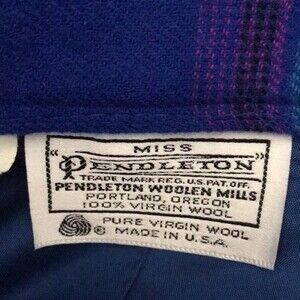 MISS
"PENDLETON"
TRADE MARK REG. U.S. PAT. OFF.
PENDLETON WOOLEN MILLS
PORTLAND, OREGON
100% VIRGIN WOOL
PURE VIRGIN WOOL
© MADE IN U.S.A.